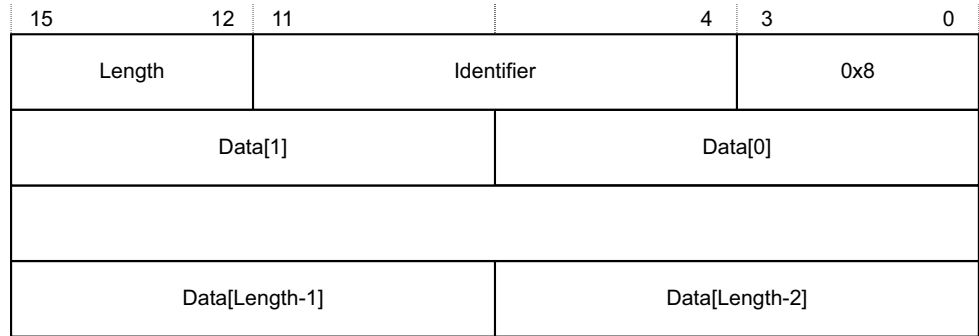 15 12 11 4 3 0
Length Identifier 0x8
Data[1] Data[0]
Data[Length-1] Data[Length-2]